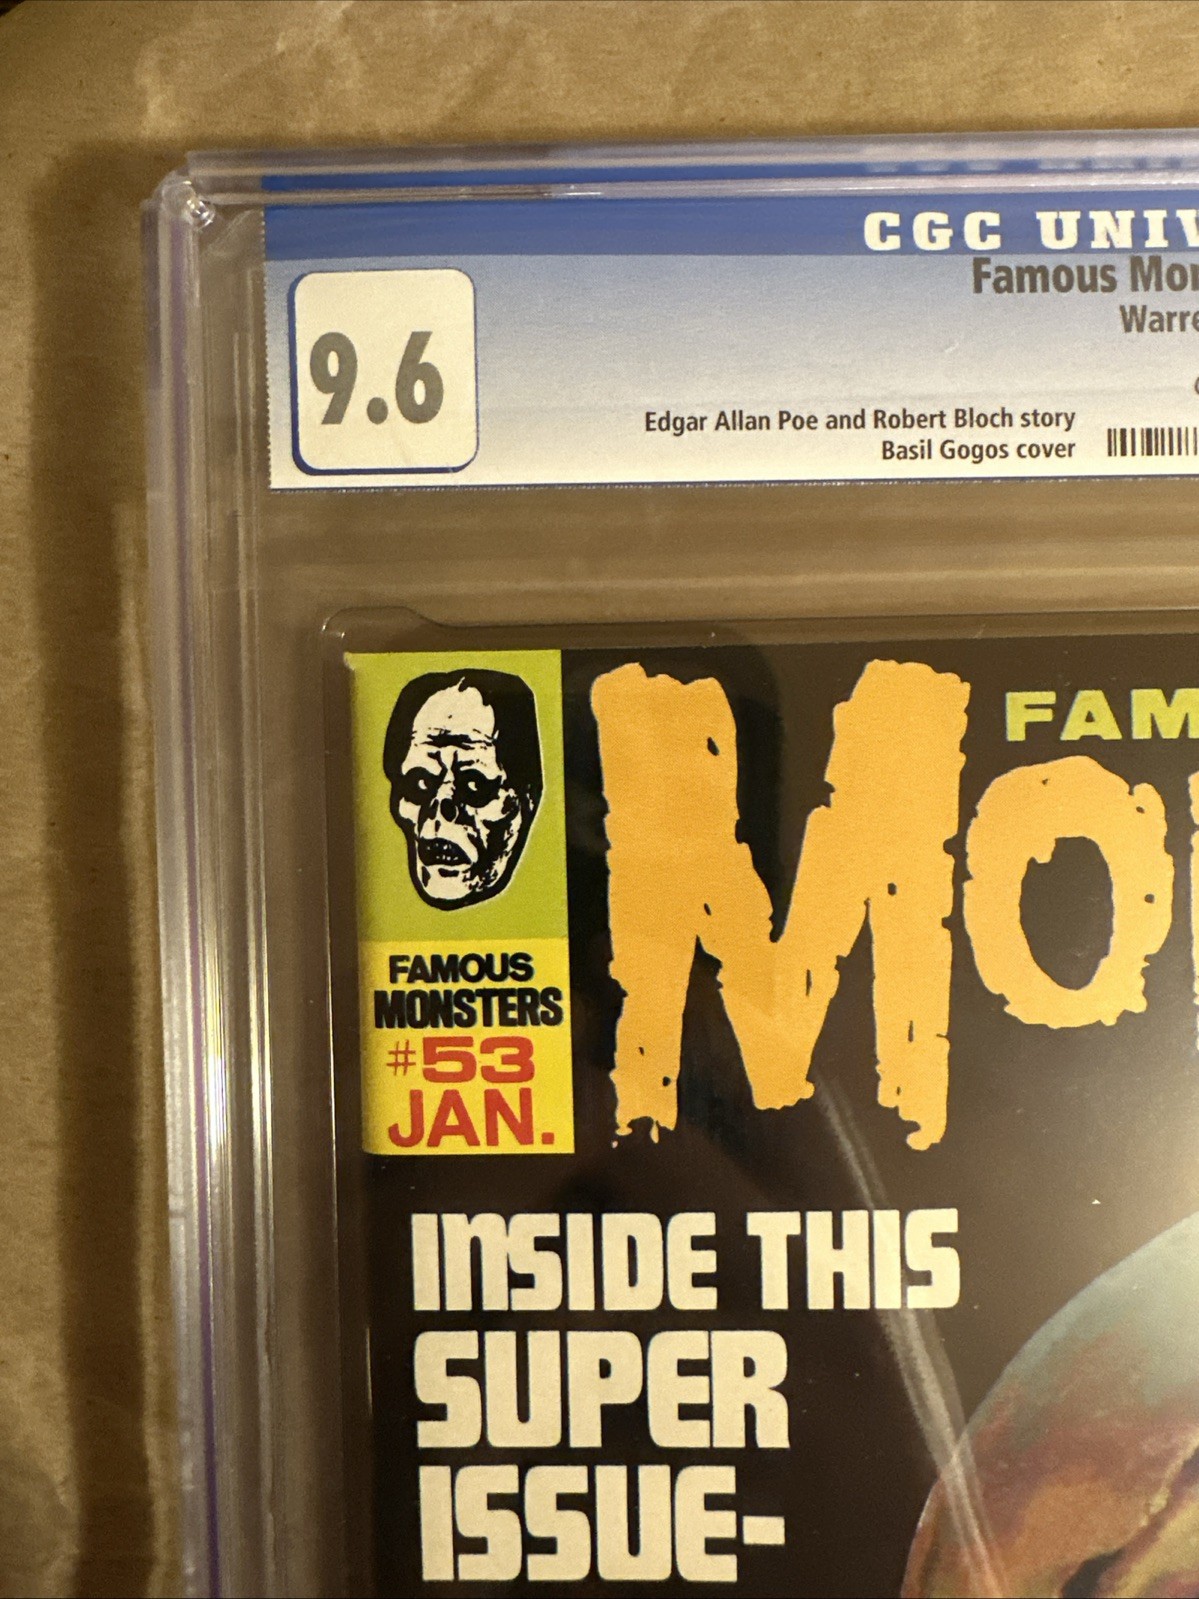 CGC UNIV
Famous Mon
Warre
9.6
Edgar Allan Poe and Robert Bloch story
Basil Gogos cover
FAM
MO
FAMOUS
MONSTERS
#53
JAN.
INSIDE THIS
SUPER
ISSUE-